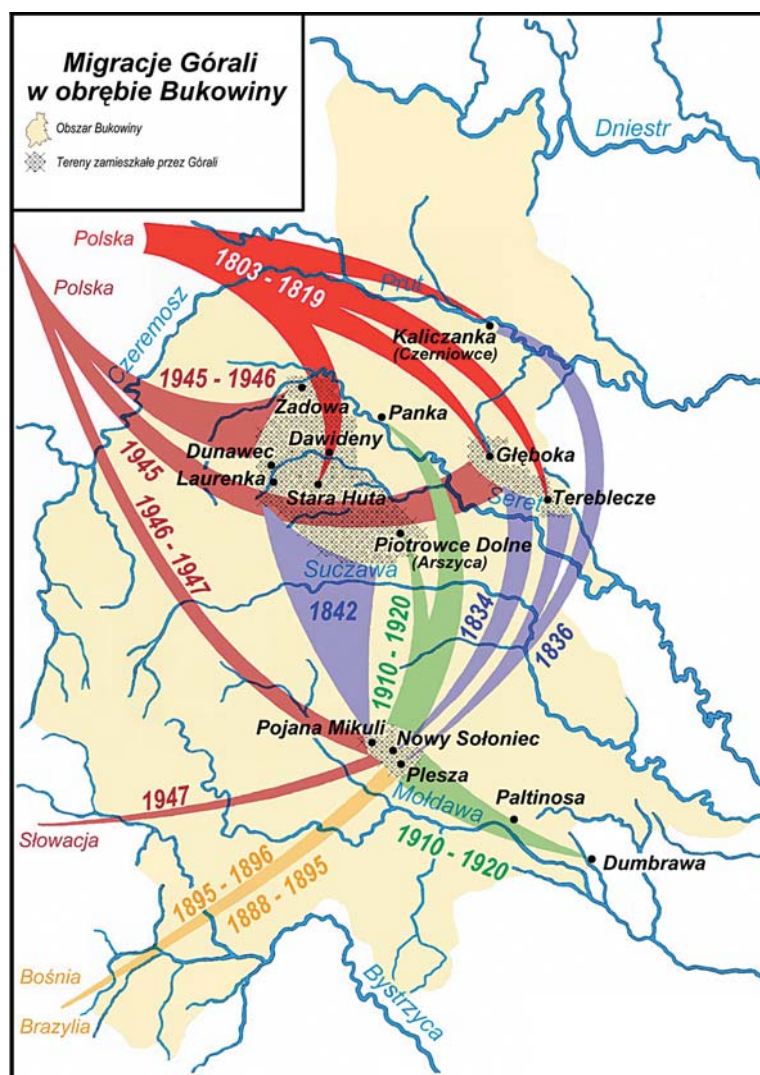 Migracje Górali
w obrębie Bukowiny
Obszar Bukowiny
Tereny zamieszkałe przez Górali
Dniestr
Polska
1803 - 1819
Prut
Polska
Czeremosz
Kaliczanka
(Czerniowce)
1945 - 1946
Żadowa
Panka
Dawideny
Dunawec
Głęboka
Laurenka
Stara Huta
Seret
Tereblecze
1945
Piotrowce Dolne
(Arszyca)
1946 - 1947
Suczawa
1842
1910 - 1920
1834
1836
Pojana Mikuli
Nowy Sołoniec
Plesza
1947
Mołdawa
Paltinosa
Słowacja
1910 - 1920
Dumbrawa
1895 - 1896
1888 - 1895
Bośnia
Brazylia
Bystrzyca